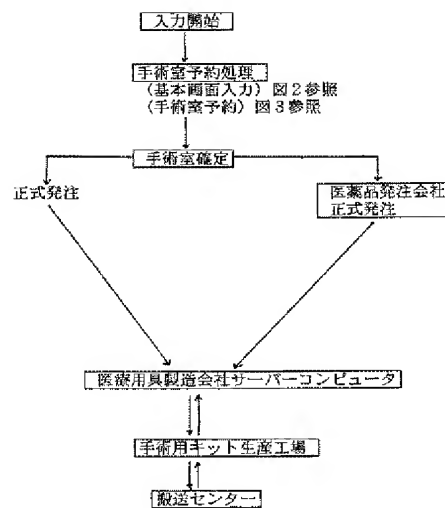 入力開始
手術室予約処理
(基本画面入力) 図2参照
(手術室予約) 図3参照
手術室確定
正式発注
医薬品発注会社
正式発注
医療用具製造会社サーバーコンピュータ
手術用キット生産工場
搬送センター